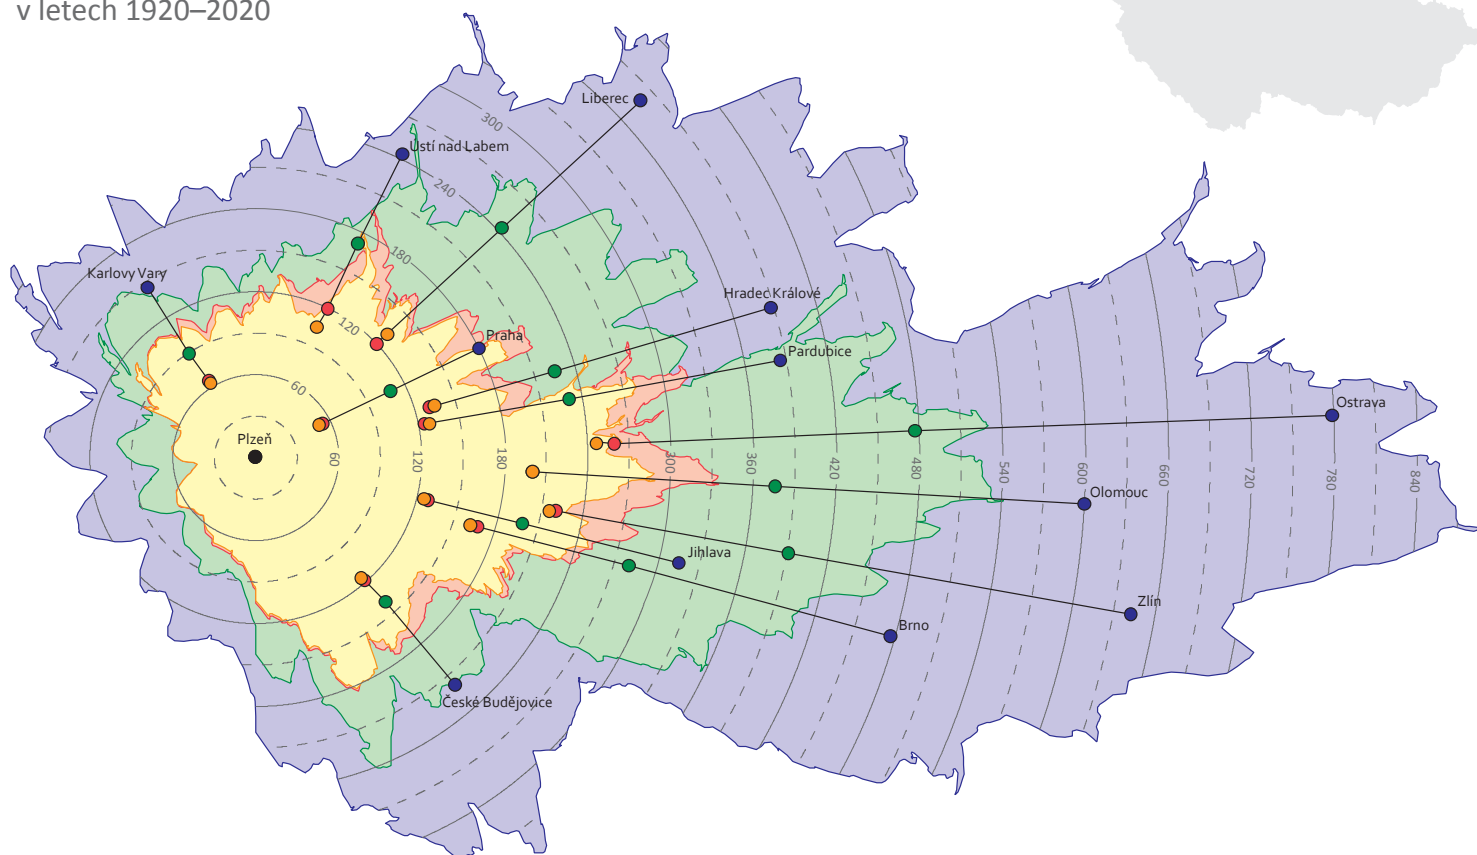 v letech 1920–2020
Liberec
300
Ústí nad Labem
240
180
Karlovy Vary
Hradec Králové
120
Praha
Pardubice
60
Ostrava
Plzeň
60
120
180
300
360
420
480
540
600
660
720
780
840
Olomouc
Jihlava
Zlín
Brno
České Budějovice